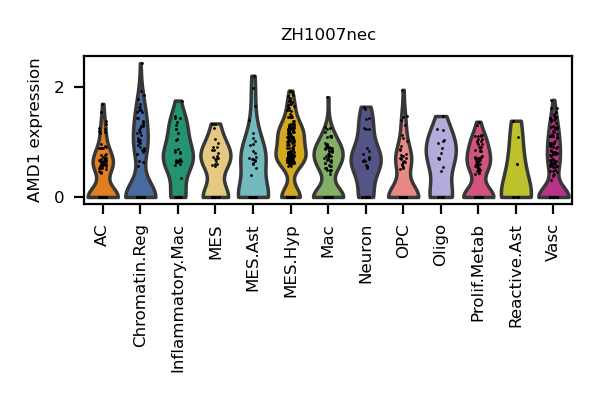 ZH1007nec
AMD1 expression
2
0
AC
Chromatin.Reg
Inflammatory.Mac
MES
MES.Ast
MES.Hyp
Mac
Neuron
OPC
Oligo
Prolif.Metab
Reactive.Ast
Vasc